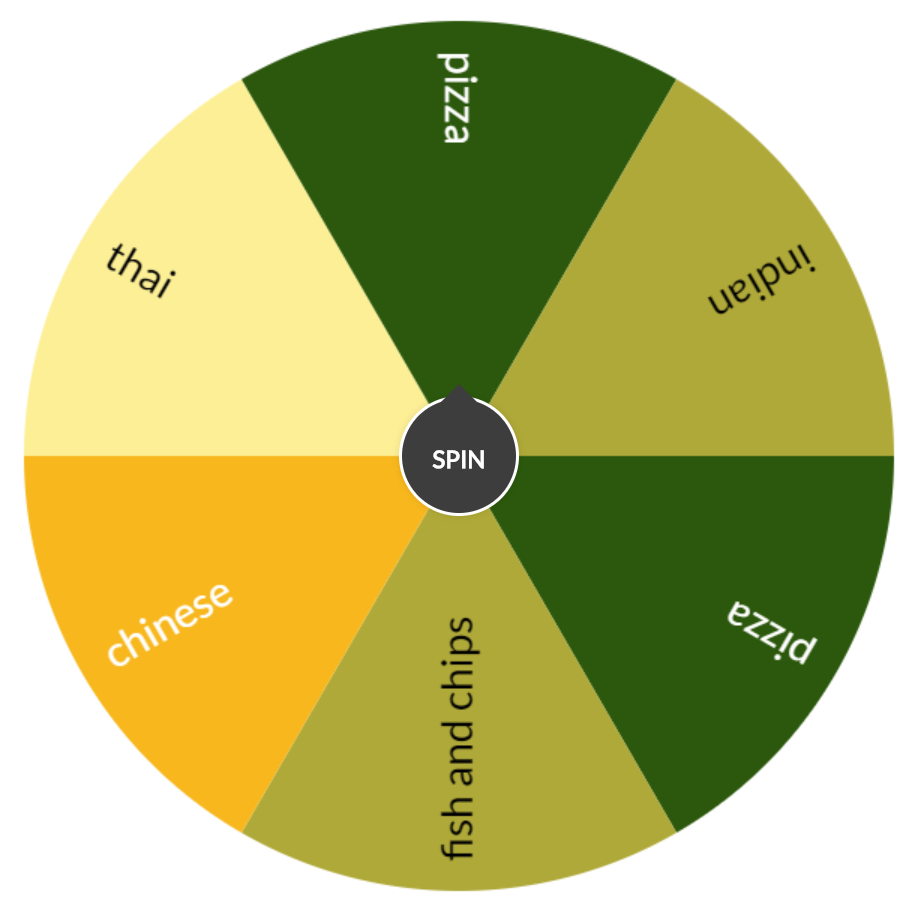 pizza
indian
pizza
fish and chips
chinese
thai
SPIN